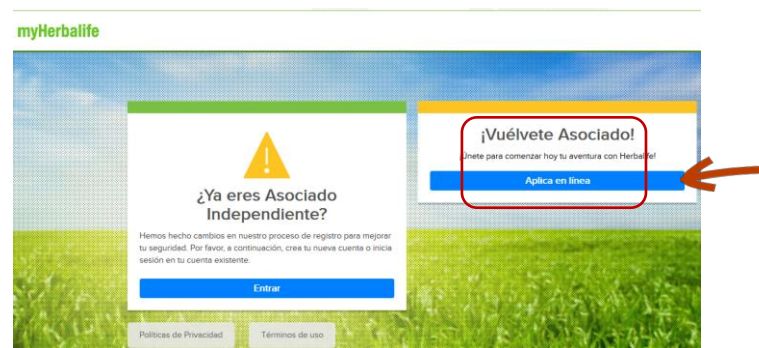 myHerbalife
¿Ya eres Asociado
Independiente?
Hemos hecho cambios en nuestro proceso de registro para mejorar
tu seguridad. Por favor, a continuación, crea tu nueva cuenta o inicia
sesión en tu cuenta existente.
Entrar
Políticas de Privacidad
Términos de uso
¡Vuélvete Asociado!
¡Únete para comenzar hoy tu aventura con Herbalife!
Aplica en línea